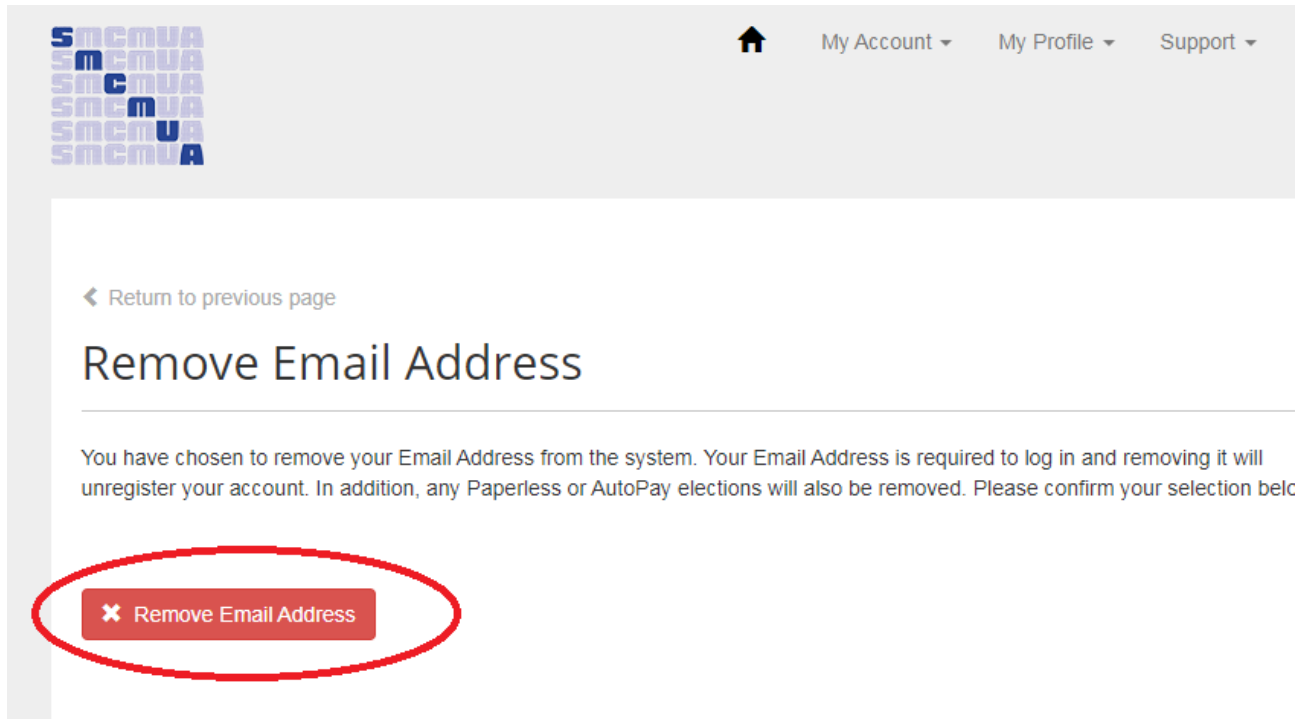 SMCMUA
SMCMUA
SMCMUA
SMCMUA
SMCMUA
SMCMUA
My Account My Profile Support
Return to previous page
Remove Email Address
You have chosen to remove your Email Address from the system. Your Email Address is required to log in and removing it will
unregister your account. In addition, any Paperless or AutoPay elections will also be removed. Please confirm your selection
Remove Email Address